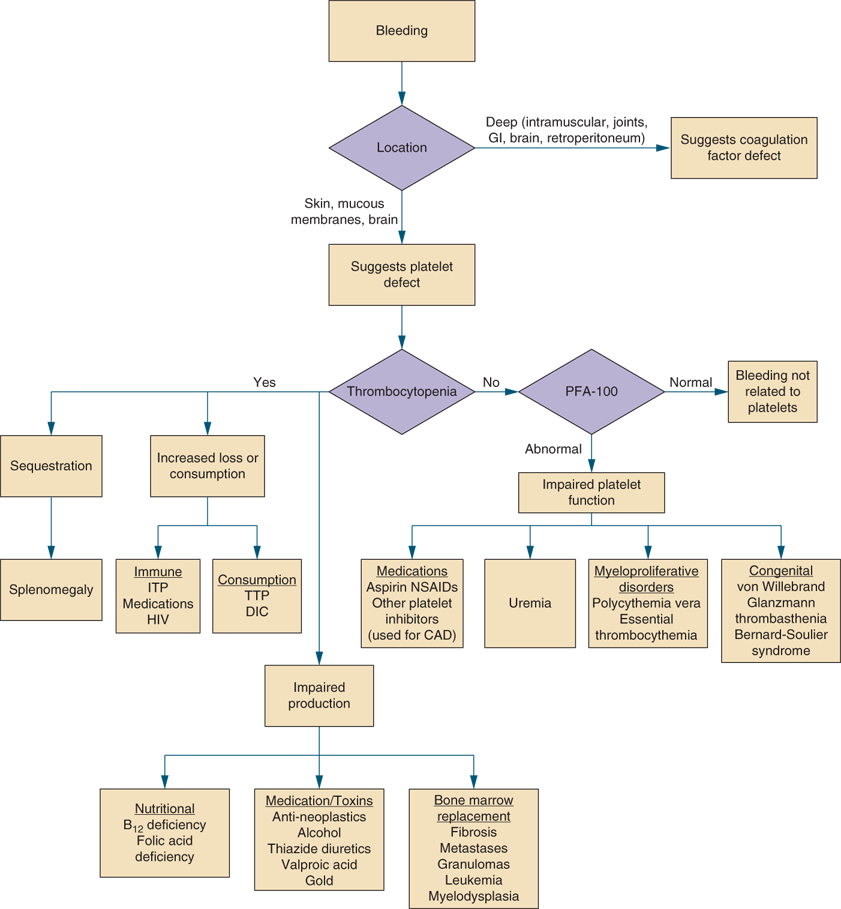 Bleeding
Location
Deep (intramuscular, joints,
GI, brain, retroperitoneum)
Suggests coagulation
factor defect
Skin, mucous
membranes, brain
Suggests platelet
defect
Yes
Thrombocytopenia
No
PFA-100
Normal
Bleeding not
related to
platelets
Sequestration
Increased loss or
consumption
Abnormal
Impaired platelet
function
Splenomegaly
Immune
ITP
Medications
HIV
Consumption
TTP
DIC
Medications
Aspirin NSAIDs
Other platelet
inhibitors
(used for CAD)
Uremia
Myeloproliferative
disorders
Polycythemia vera
Essential
thrombocythemia
Congenital
von Willebrand
Glanzmann
thrombasthenia
Bernard-Soulier
syndrome
Impaired
production
Nutritional
B12 deficiency
Folic acid
deficiency
Medication/Toxins
Anti-neoplastics
Alcohol
Thiazide diuretics
Valproic acid
Gold
Bone marrow
replacement
Fibrosis
Metastases
Granulomas
Leukemia
Myelodysplasia